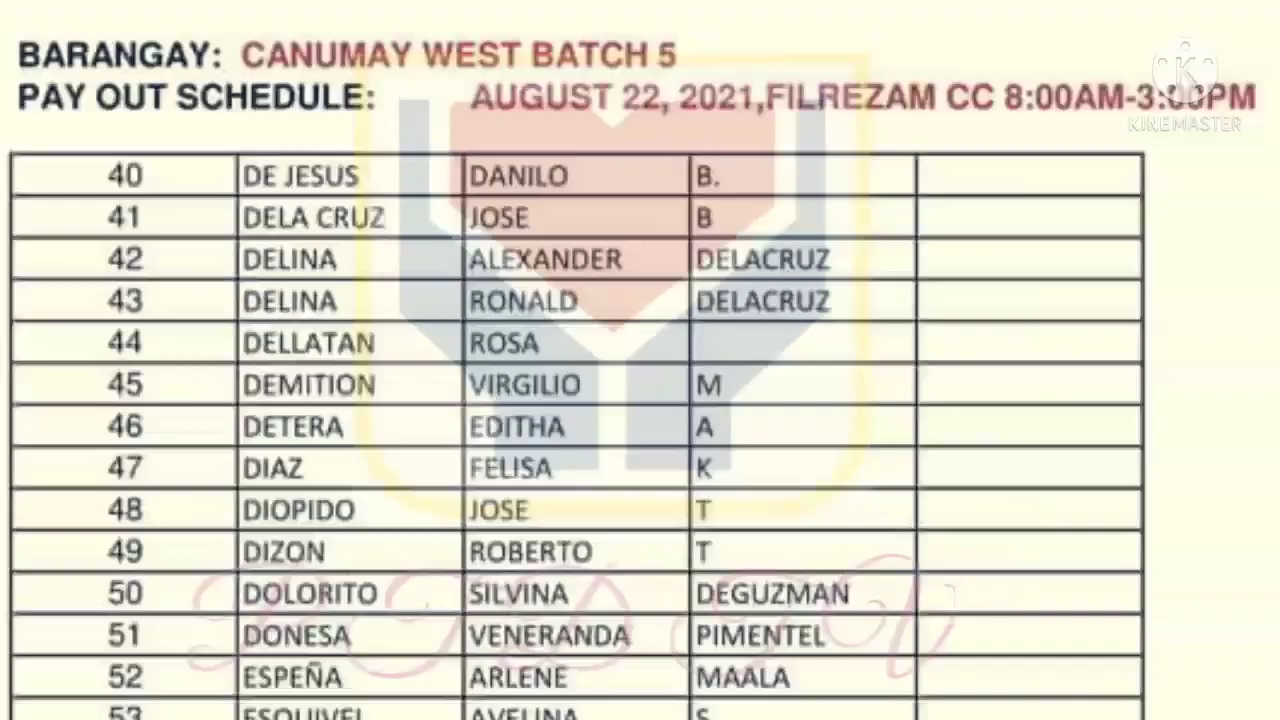 BARANGAY: CANUMAY WEST BATCH 5
PAY OUT SCHEDULE: AUGUST 22, 2021,FILREZAM CC 8:00AM-3:00PM
K
KINEMASTER
40 DE JESUS DANILO B.
41 DELA CRUZ JOSE B
42 DELINA ALEXANDER DELACRUZ
43 DELINA RONALD DELACRUZ
44 DELLATAN ROSA
45 DEMITION VIRGILIO M
46 DETERA EDITHA A
47 DIAZ FELISA K
48 DIOPIDO JOSE T
49 DIZON ROBERTO T
50 DOLORITO SILVINA DEGUZMAN
51 DONESA VENERANDA PIMENTEL
52 ESPEÑA ARLENE MAALA
53 ESQUIVEL AVELINA S